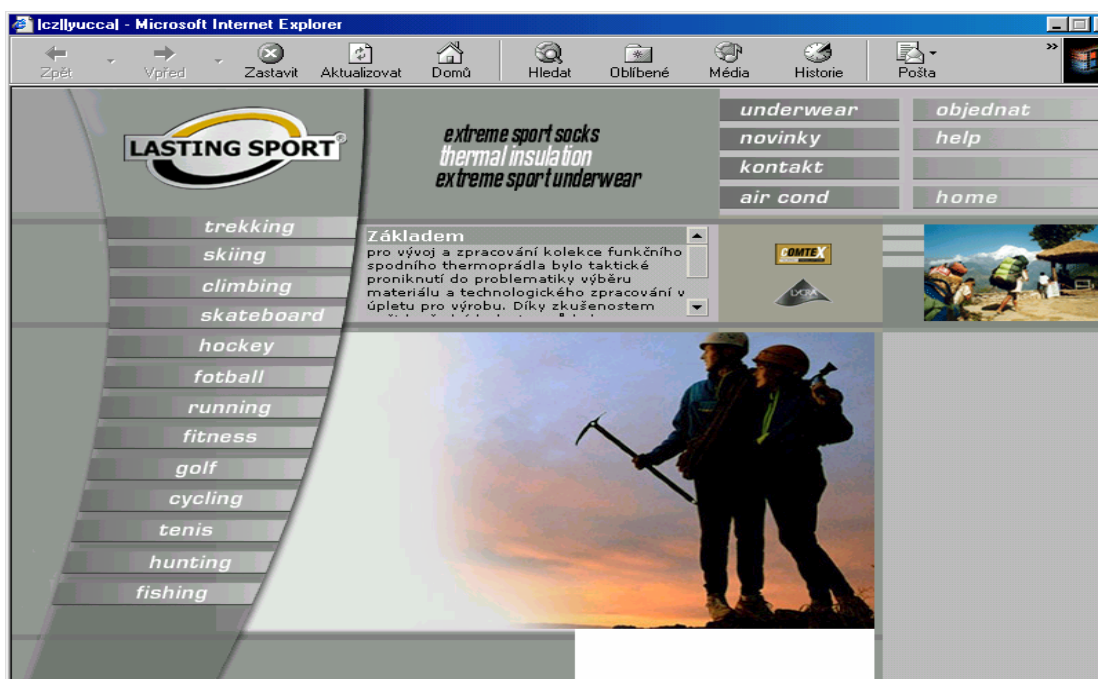 |cz||yucca| - Microsoft Internet Explorer
Zpět Vpřed Zastavit Aktualizovat Domů Hledat Oblíbené Média Historie Pošta »
LASTING SPORT®
extreme sport socks
thermal insulation
extreme sport underwear
underwear objednat
novinky help
kontakt
air cond home
trekking
skiing
climbing
skateboard
hockey
fotball
running
fitness
golf
cycling
tenis
hunting
fishing
Základem
pro vývoj a zpracování kolekce funkčního
spodního thermoprádla bylo taktické
proniknutí do problematiky výběru
materiálu a technologického zpracování v
úpletu pro výrobu. Díky zkušenostem
COMTEX
LYCRA